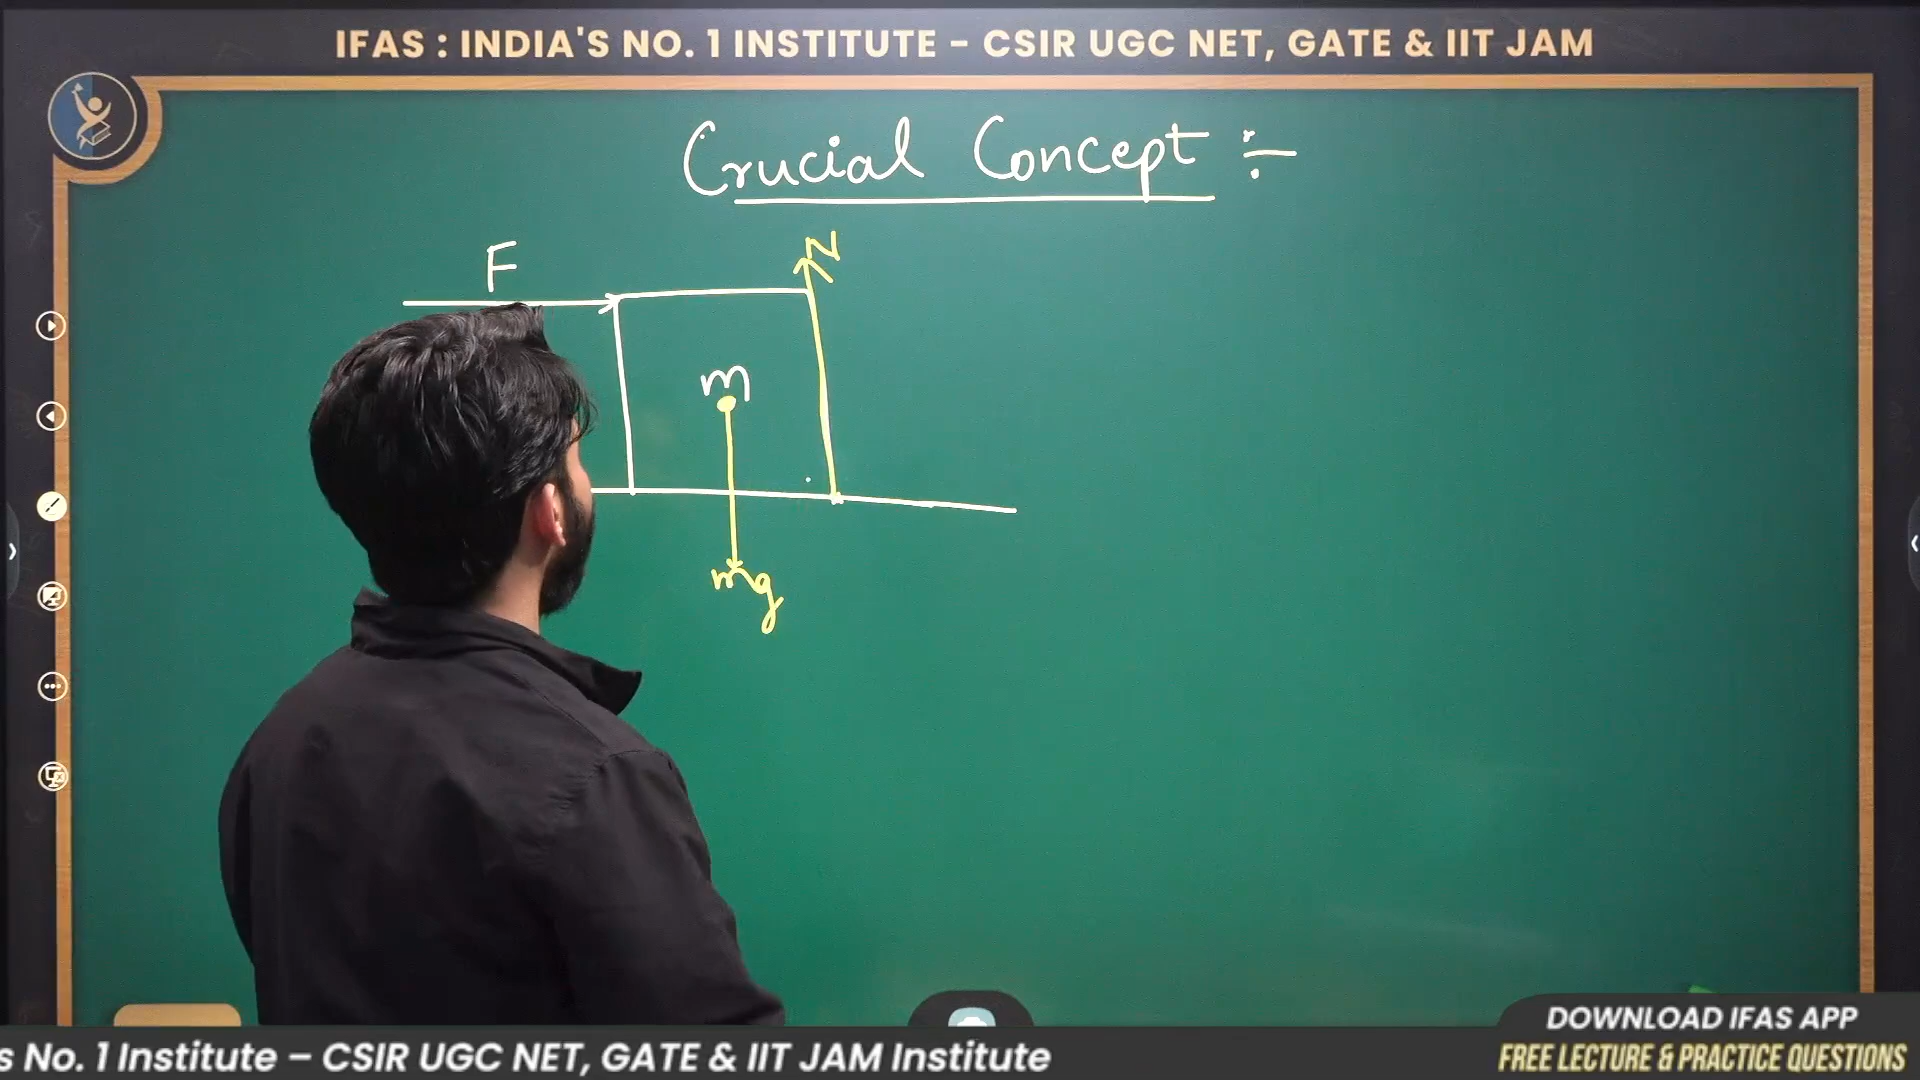 IFAS : INDIA'S NO. 1 INSTITUTE - CSIR UGC NET, GATE & IIT JAM
Crucial Concept :-
F
N
m
mg
DOWNLOAD IFAS APP
FREE LECTURE & PRACTICE QUESTIONS
s No. 1 Institute – CSIR UGC NET, GATE & IIT JAM Institute